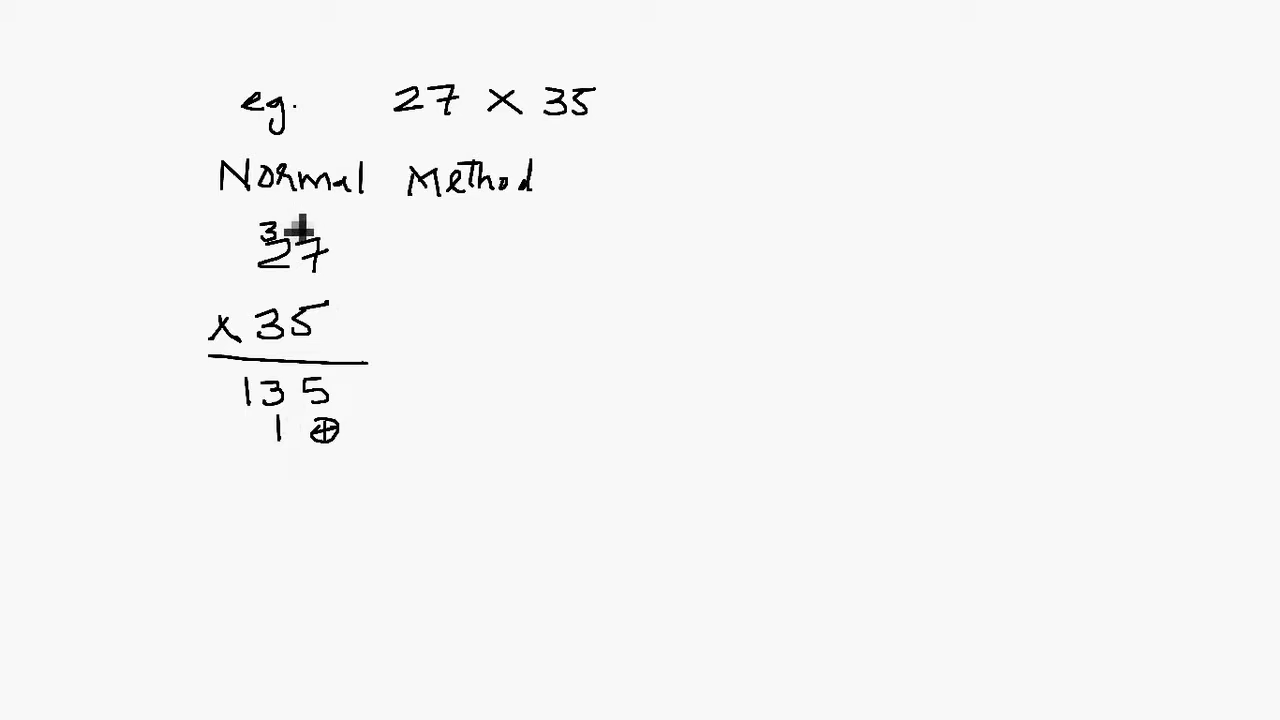 eg. 27 × 35
Normal Method
3
27
× 35
135
1 ⊕